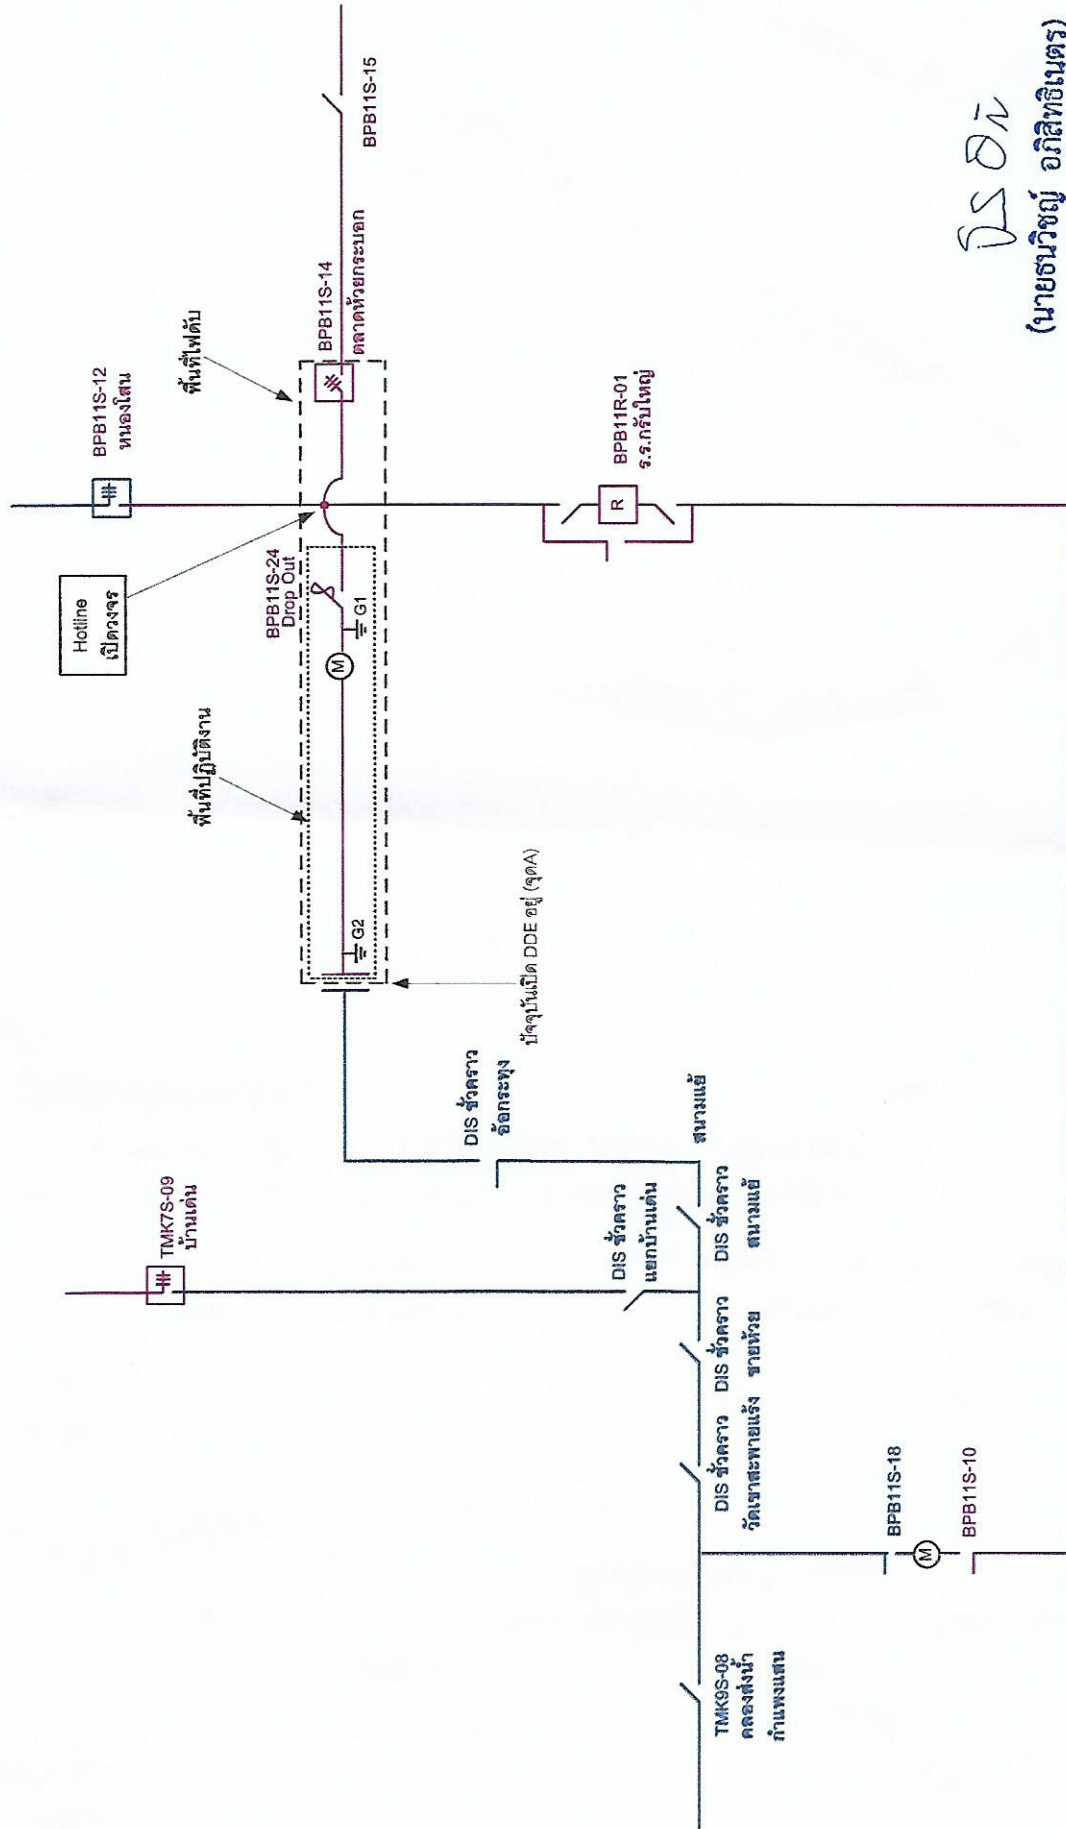 TMK7S-09
บ้านเด่น
BPB11S-12
หนองโสน
Hotline
เปิดวงจร
พื้นที่ไฟดับ
พื้นที่ปฏิบัติงาน
BPB11S-24
Drop Out
BPB11S-14
ตลาดห้วยกระบอก
BPB11S-15
G2
M
G1
ปัจจุบันเปิด DDE อยู่ (จุดA)
DIS ชั่วคราว
อ้อกระทุง
R
BPB11R-01
ร.ร.กรับใหญ่
DIS ชั่วคราว
แยกบ้านเด่น
สนามแย้
TMK9S-08
คลองส่งน้ำ
กำแพงแสน
DIS ชั่วคราว
วัดเขาสะพายแร้ง
DIS ชั่วคราว
ชายห้วย
DIS ชั่วคราว
สนามแย้
BPB11S-18
M
BPB11S-10
(นายธนวิชญ์ อภิสิทธิเนตร)